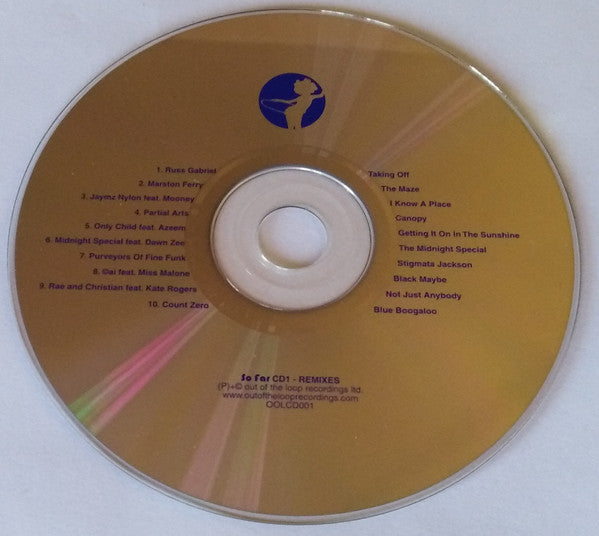 1. Russ Gabriel Taking Off
2. Marston Ferry The Maze
3. Jaymz Nylon feat. Mooney I Know A Place
4. Partial Arts Canopy
5. Only Child feat. Azeem Getting It On In The Sunshine
6. Midnight Special feat. Dawn Zee The Midnight Special
7. Purveyors Of Fine Funk Stigmata Jackson
8. @ai feat. Miss Malone Black Maybe
9. Rae and Christian feat. Kate Rogers Not Just Anybody
10. Count Zero Blue Boogaloo
So Far CD1 - REMIXES
(P)+© out of the loop recordings ltd.
www.outofthelooprecordings.com
OOLCD001